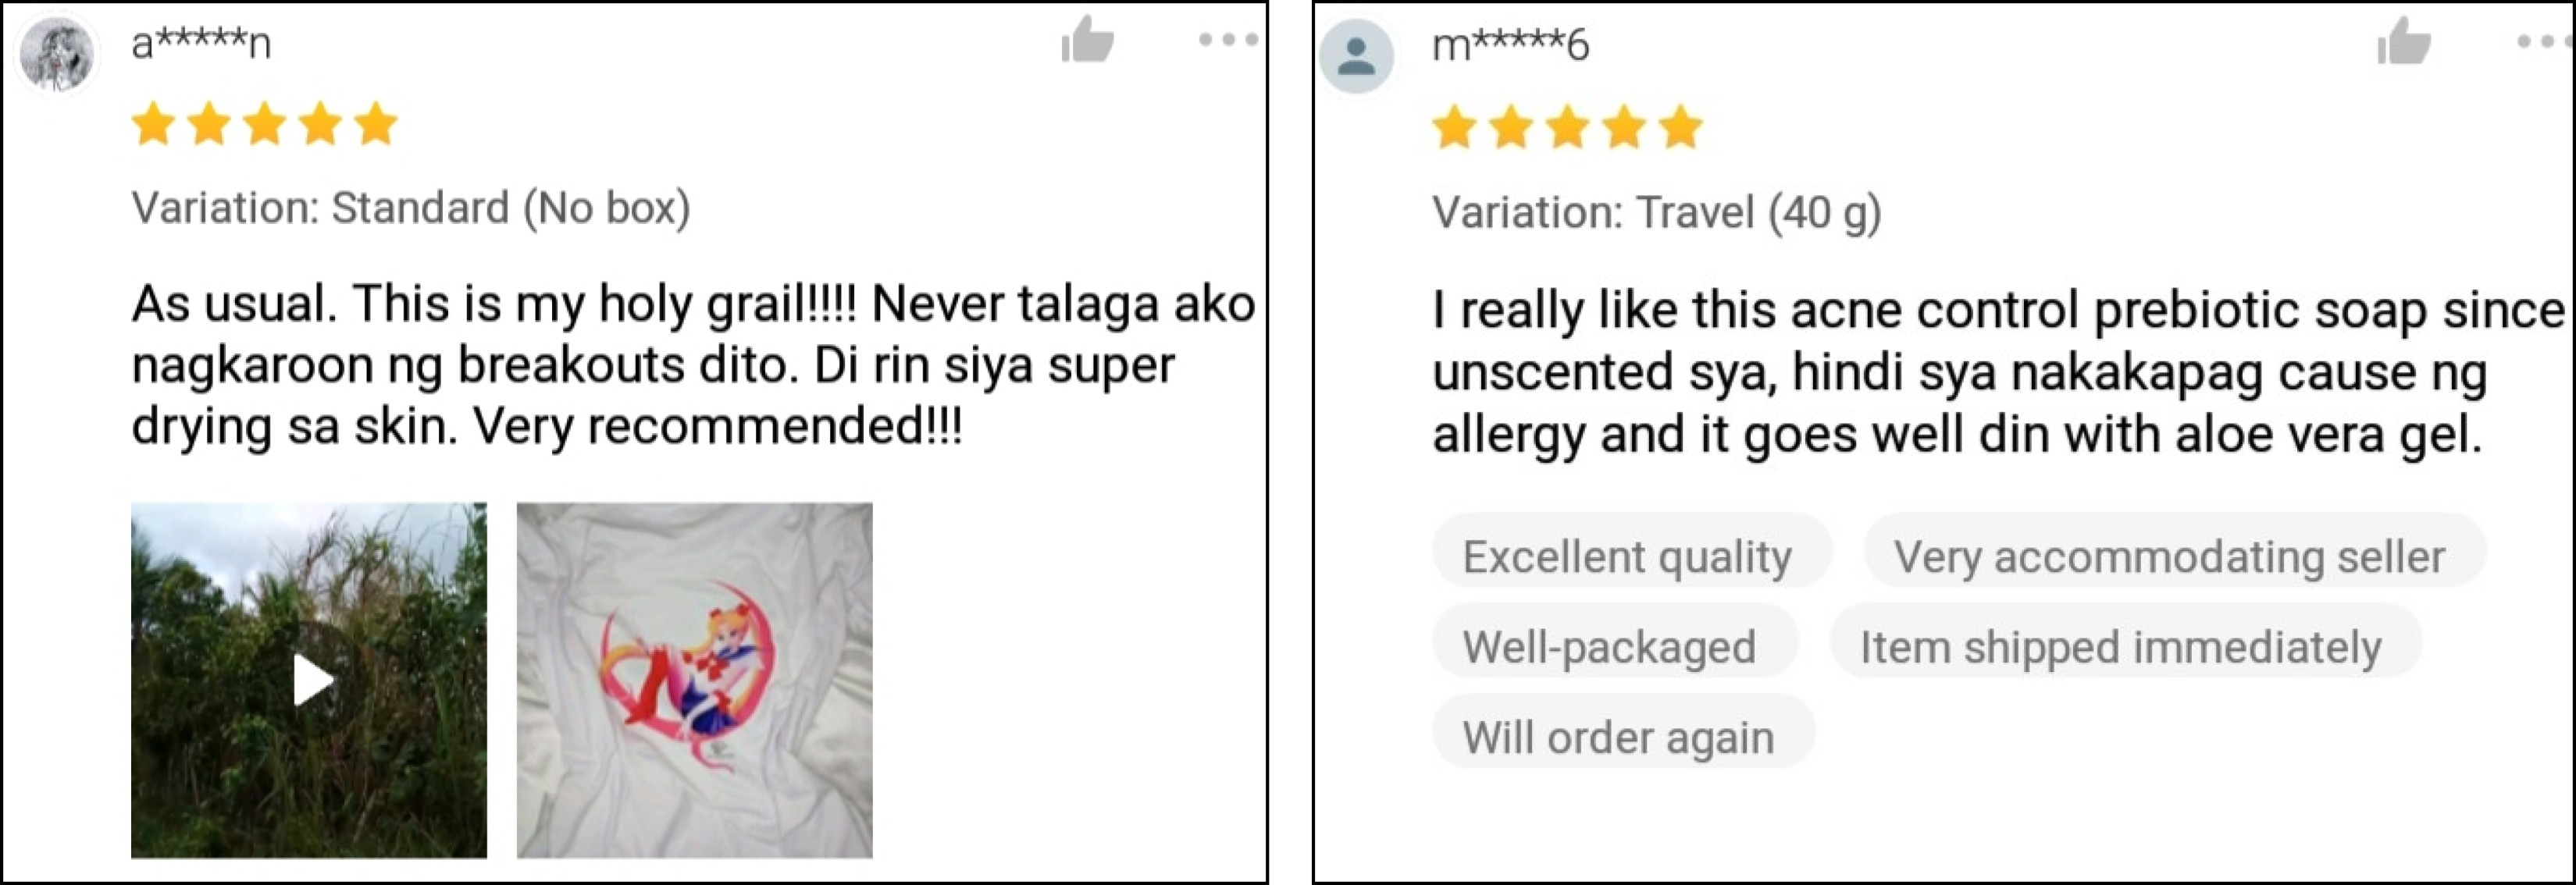 a*****n
Variation: Standard (No box)
As usual. This is my holy grail!!!! Never talaga ako
nagkaroon ng breakouts dito. Di rin siya super
drying sa skin. Very recommended!!!
m*****6
Variation: Travel (40 g)
I really like this acne control prebiotic soap since
unscented sya, hindi sya nakakapag cause ng
allergy and it goes well din with aloe vera gel.
Excellent quality
Very accommodating seller
Well-packaged
Item shipped immediately
Will order again